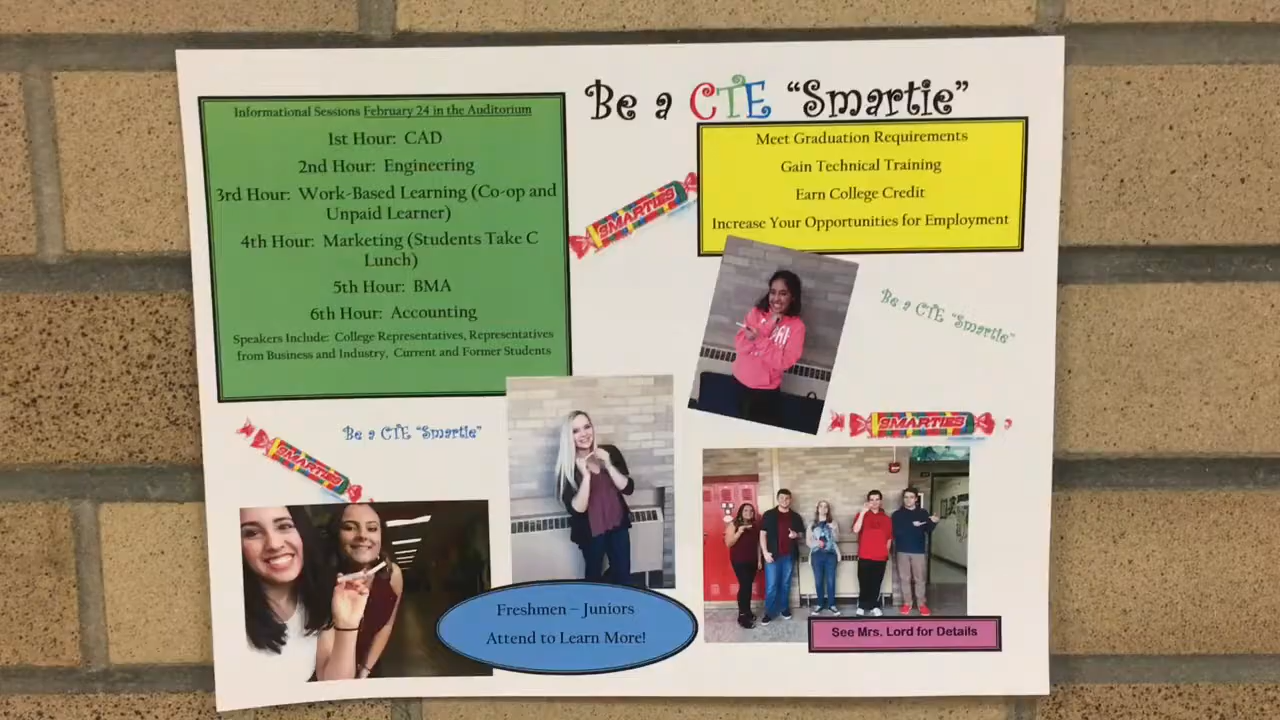 Be a CTE "Smartie"
Informational Sessions February 24 in the Auditorium
1st Hour: CAD
2nd Hour: Engineering
3rd Hour: Work-Based Learning (Co-op and
Unpaid Learner)
4th Hour: Marketing (Students Take C
Lunch)
5th Hour: BMA
6th Hour: Accounting
Speakers Include: College Representatives, Representatives
from Business and Industry, Current and Former Students
Meet Graduation Requirements
Gain Technical Training
Earn College Credit
Increase Your Opportunities for Employment
SMARTIES
Be a CTE "Smartie"
SMARTIES
Be a CTE "Smartie"
SMARTIES
Freshmen – Juniors
Attend to Learn More!
See Mrs. Lord for Details